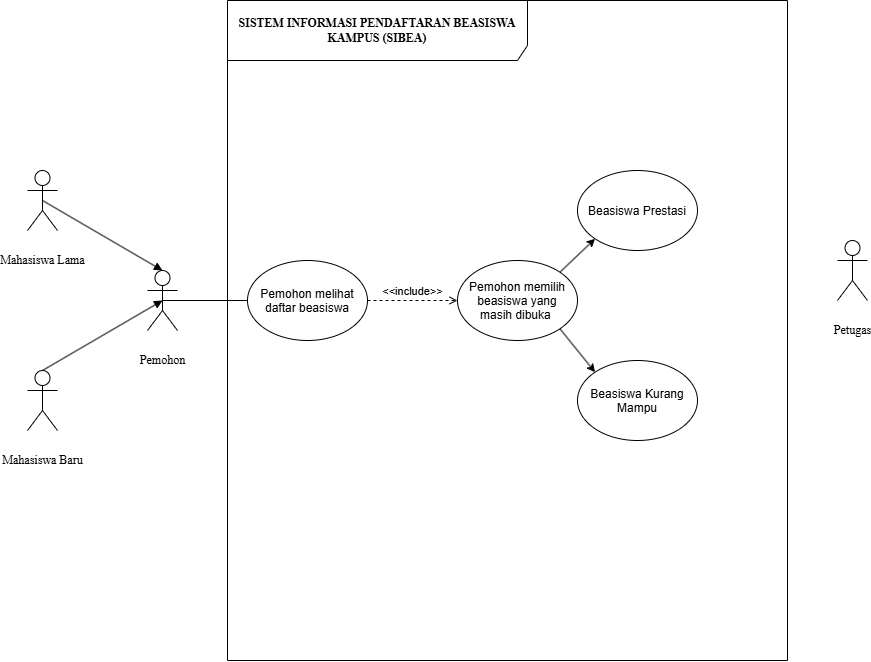 SISTEM INFORMASI PENDAFTARAN BEASISWA
KAMPUS (SIBEA)
Mahasiswa Lama
Pemohon
Mahasiswa Baru
Pemohon melihat
daftar beasiswa
<<include>>
Pemohon memilih
beasiswa yang
masih dibuka
Beasiswa Prestasi
Beasiswa Kurang
Mampu
Petugas